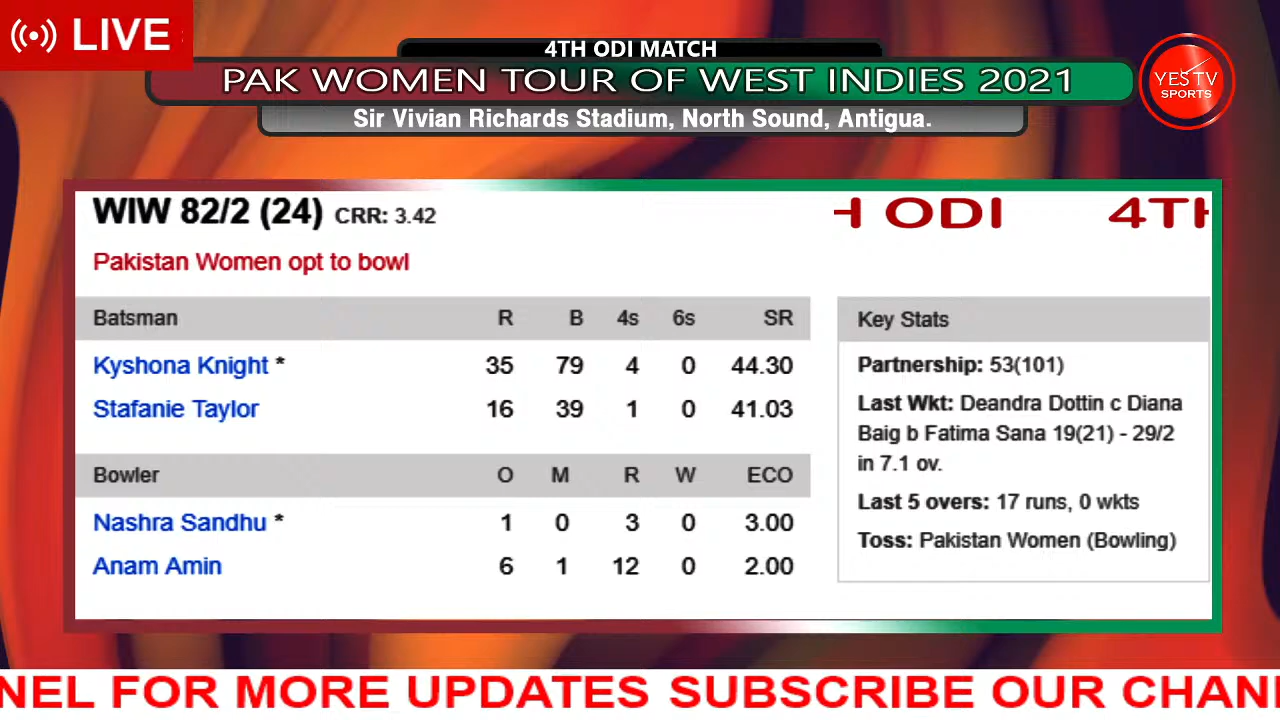 LIVE
4TH ODI MATCH
PAK WOMEN TOUR OF WEST INDIES 2021
Sir Vivian Richards Stadium, North Sound, Antigua.
YES TV
SPORTS
WIW 82/2 (24) CRR: 3.42
H ODI 4TH
Pakistan Women opt to bowl
Batsman R B 4s 6s SR
Kyshona Knight * 35 79 4 0 44.30
Stafanie Taylor 16 39 1 0 41.03
Bowler O M R W ECO
Nashra Sandhu * 1 0 3 0 3.00
Anam Amin 6 1 12 0 2.00
Key Stats
Partnership: 53(101)
Last Wkt: Deandra Dottin c Diana
Baig b Fatima Sana 19(21) - 29/2
in 7.1 ov.
Last 5 overs: 17 runs, 0 wkts
Toss: Pakistan Women (Bowling)
NEL FOR MORE UPDATES SUBSCRIBE OUR CHAN